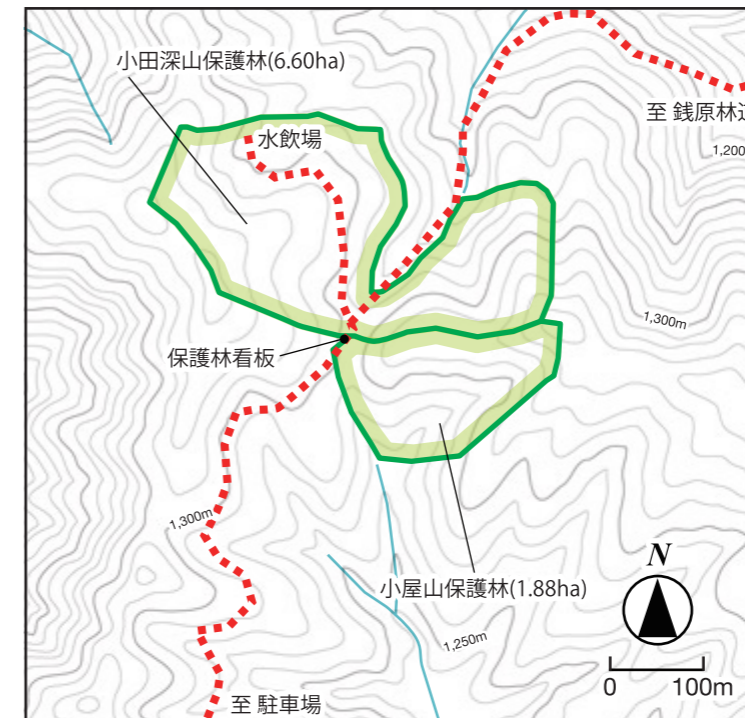 小田深山保護林(6.60ha)
水飲場
至 銭原林道
1,200
1,300m
保護林看板
1,300m
小屋山保護林(1.88ha)
N
1,250m
0 100m
至 駐車場